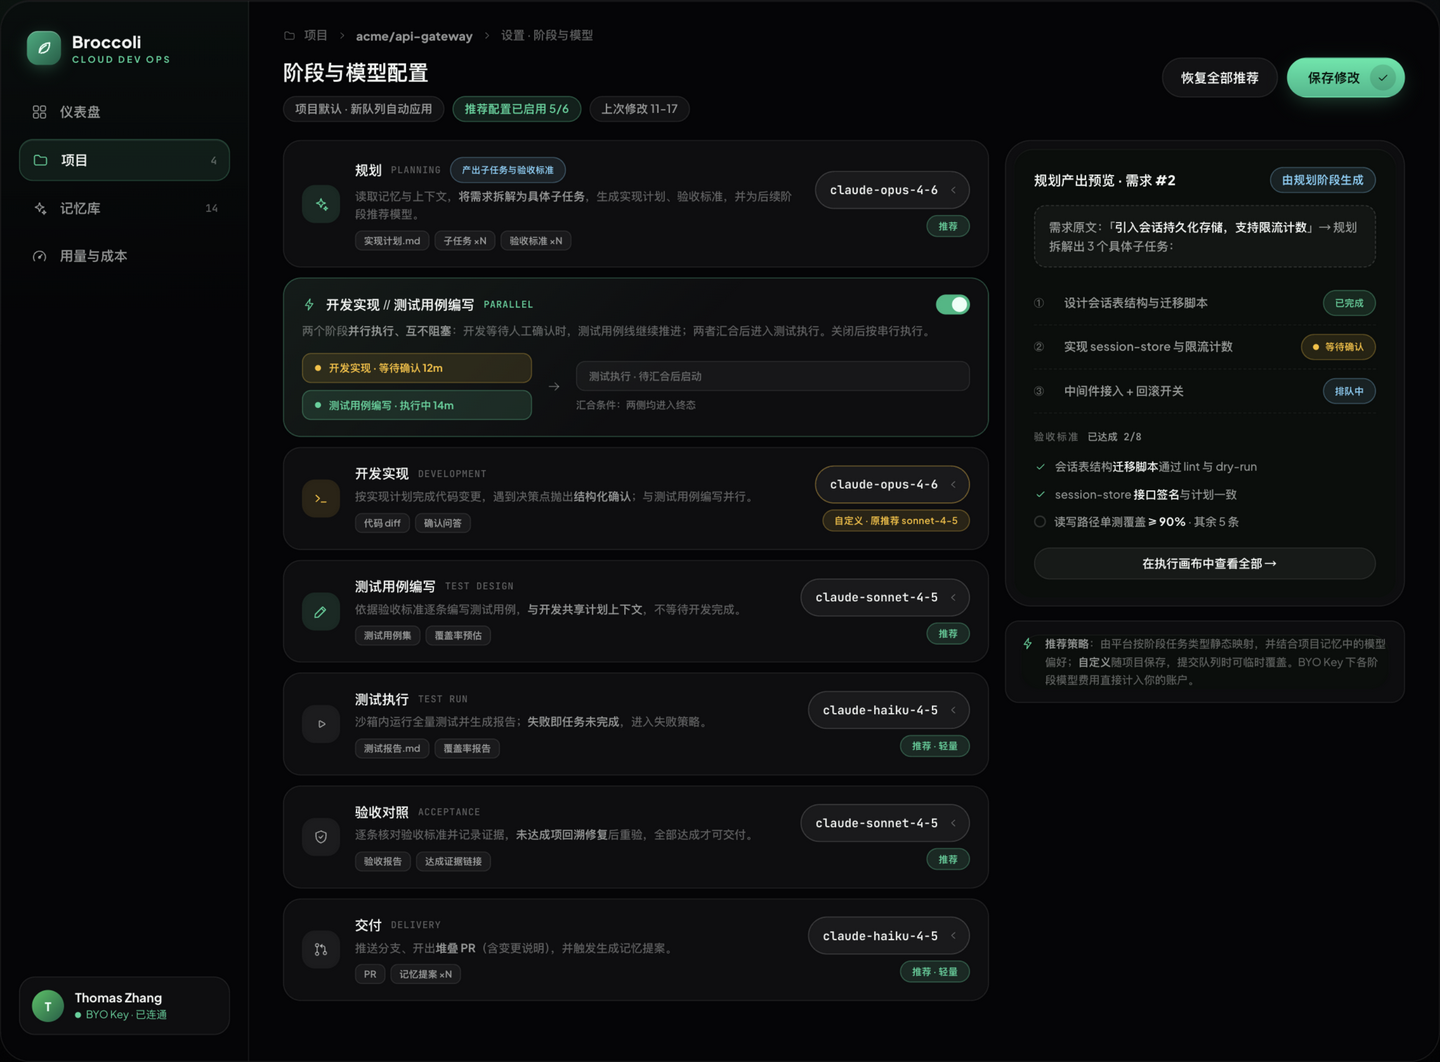 Broccoli
CLOUD DEV OPS
仪表盘
项目 4
记忆库 14
用量与成本
Thomas Zhang
BYO Key · 已连通
项目 > acme/api-gateway > 设置 · 阶段与模型
阶段与模型配置
项目默认 · 新队列自动应用 推荐配置已启用 5/6 上次修改 11-17
恢复全部推荐 保存修改
规划 PLANNING 产出子任务与验收标准
读取记忆与上下文，将需求拆解为具体子任务，生成实现计划、验收标准，并为后续阶
段推荐模型。
实现计划.md 子任务 ×N 验收标准 ×N
claude-opus-4-6
推荐
开发实现 // 测试用例编写 PARALLEL
两个阶段并行执行、互不阻塞：开发等待人工确认时，测试用例线继续推进；两者汇合后进入测试执行。关闭后按串行执行。
开发实现 · 等待确认 12m
测试用例编写 · 执行中 14m
→
测试执行 · 待汇合后启动
汇合条件：两侧均进入终态
开发实现 DEVELOPMENT
按实现计划完成代码变更，遇到决策点抛出结构化确认；与测试用例编写并行。
代码 diff 确认问答
claude-opus-4-6
自定义 · 原推荐 sonnet-4-5
测试用例编写 TEST DESIGN
依据验收标准逐条编写测试用例，与开发共享计划上下文，不等待开发完成。
测试用例集 覆盖率预估
claude-sonnet-4-5
推荐
测试执行 TEST RUN
沙箱内运行全量测试并生成报告；失败即任务未完成，进入失败策略。
测试报告.md 覆盖率报告
claude-haiku-4-5
推荐 · 轻量
验收对照 ACCEPTANCE
逐条核对验收标准并记录证据，未达成项回溯修复后重验，全部达成才可交付。
验收报告 达成证据链接
claude-sonnet-4-5
推荐
交付 DELIVERY
推送分支、开出堆叠 PR（含变更说明），并触发生成记忆提案。
PR 记忆提案 ×N
claude-haiku-4-5
推荐 · 轻量
规划产出预览 · 需求 #2 由规划阶段生成
需求原文：「引入会话持久化存储，支持限流计数」→ 规划
拆解出 3 个具体子任务：
① 设计会话表结构与迁移脚本 已完成
② 实现 session-store 与限流计数 等待确认
③ 中间件接入 + 回滚开关 排队中
验收标准 已达成 2/8
会话表结构迁移脚本通过 lint 与 dry-run
session-store 接口签名与计划一致
读写路径单测覆盖 ≥ 90% · 其余 5 条
在执行画布中查看全部 →
推荐策略：由平台按阶段任务类型静态映射，并结合项目记忆中的模型
偏好；自定义随项目保存，提交队列时可临时覆盖。BYO Key 下各阶
段模型费用直接计入你的账户。